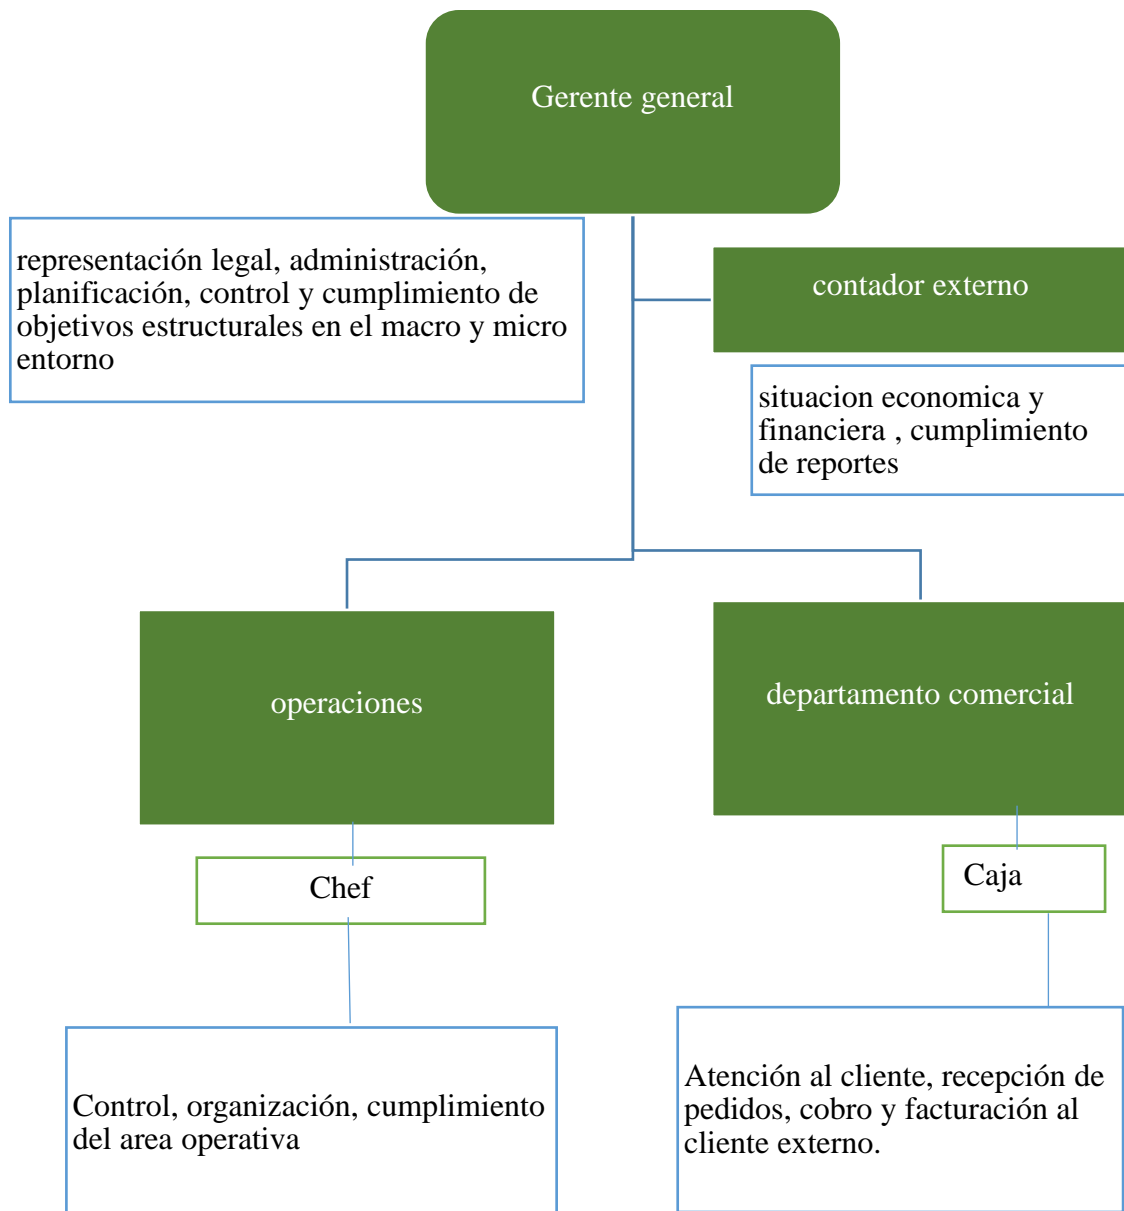 Gerente general
representación legal, administración,
planificación, control y cumplimiento de
objetivos estructurales en el macro y micro
entorno
contador externo
situacion economica y
financiera , cumplimiento
de reportes
operaciones
departamento comercial
Chef
Caja
Control, organización, cumplimiento
del area operativa
Atención al cliente, recepción de
pedidos, cobro y facturación al
cliente externo.